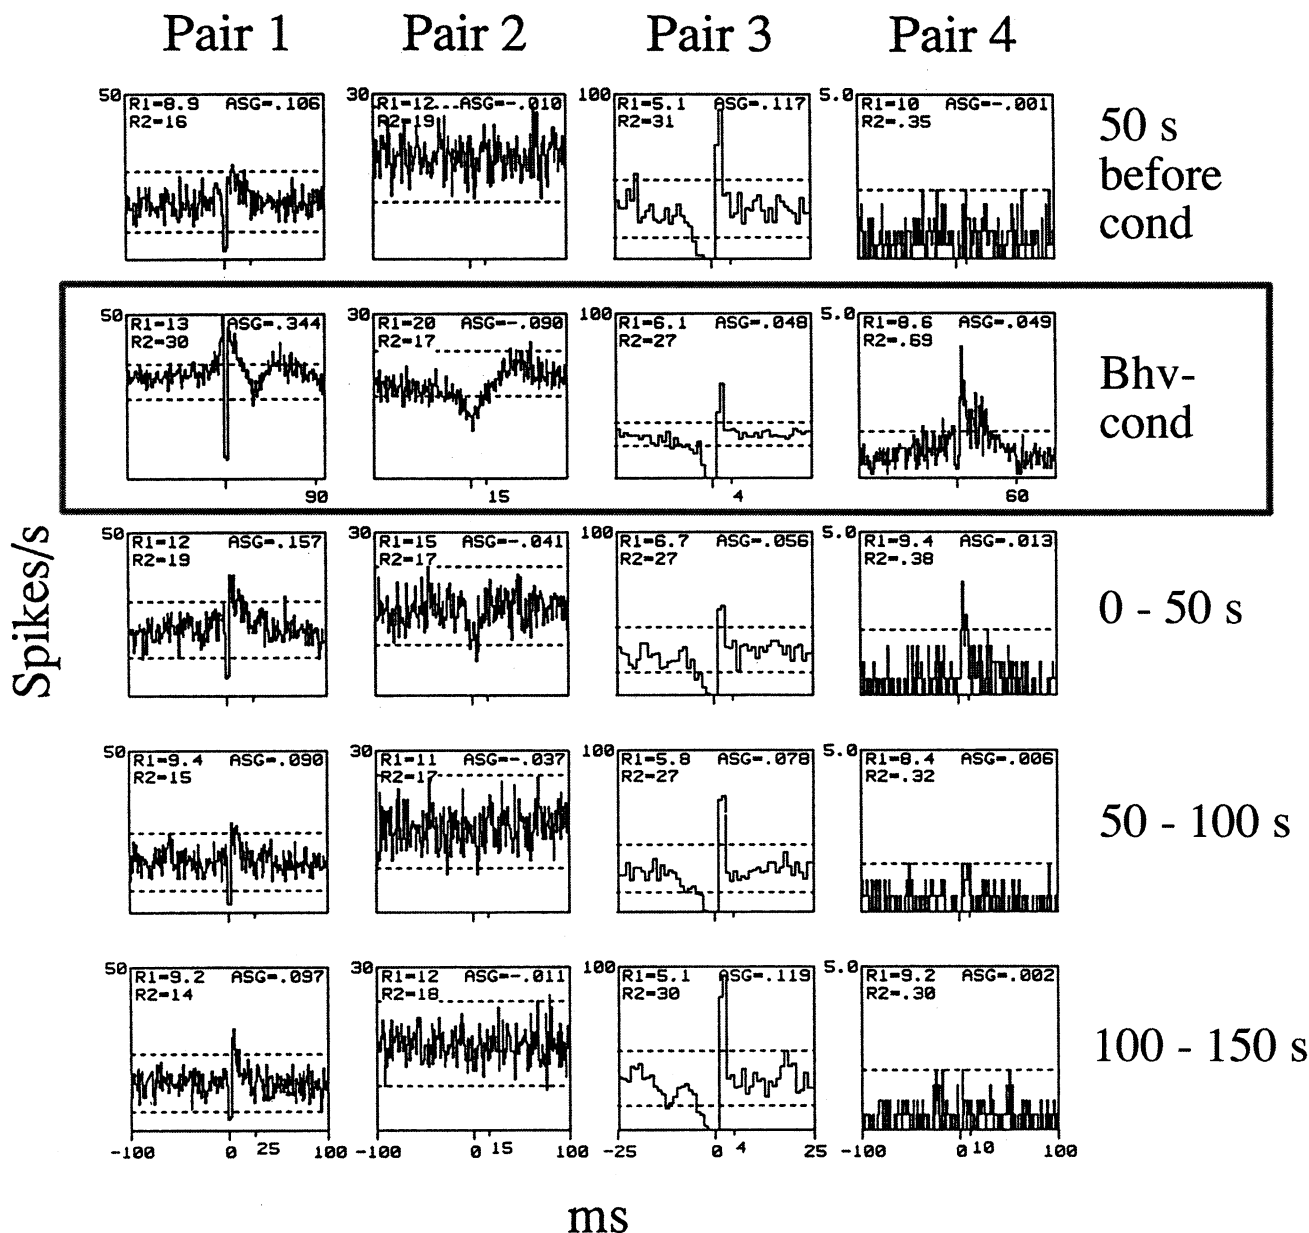 Pair 1 Pair 2 Pair 3 Pair 4
50 R1=8.9 ASG=.106 30 R1=12 ASG=-.010 100 R1=5.1 ASG=.117 5.0 R1=10 ASG=-.001
R2=16 R2=19 R2=31 R2=.35
50 s
before
cond
50 R1=13 ASG=.344 30 R1=20 ASG=-.090 100 R1=6.1 ASG=.048 5.0 R1=8.6 ASG=.049
R2=30 R2=17 R2=27 R2=.69
Bhv-
cond
90 15 4 60
Spikes/s
50 R1=12 ASG=.157 30 R1=15 ASG=-.041 100 R1=6.7 ASG=.056 5.0 R1=9.4 ASG=.013
R2=19 R2=17 R2=27 R2=.38
0 - 50 s
50 R1=9.4 ASG=.090 30 R1=11 ASG=-.037 100 R1=5.8 ASG=.078 5.0 R1=8.4 ASG=.006
R2=15 R2=17 R2=27 R2=.32
50 - 100 s
50 R1=9.2 ASG=.097 30 R1=12 ASG=-.011 100 R1=5.1 ASG=.119 5.0 R1=9.2 ASG=.002
R2=14 R2=18 R2=30 R2=.30
100 - 150 s
-100 0 25 100 -100 0 15 100 -25 0 4 25 -100 0 10 100
ms